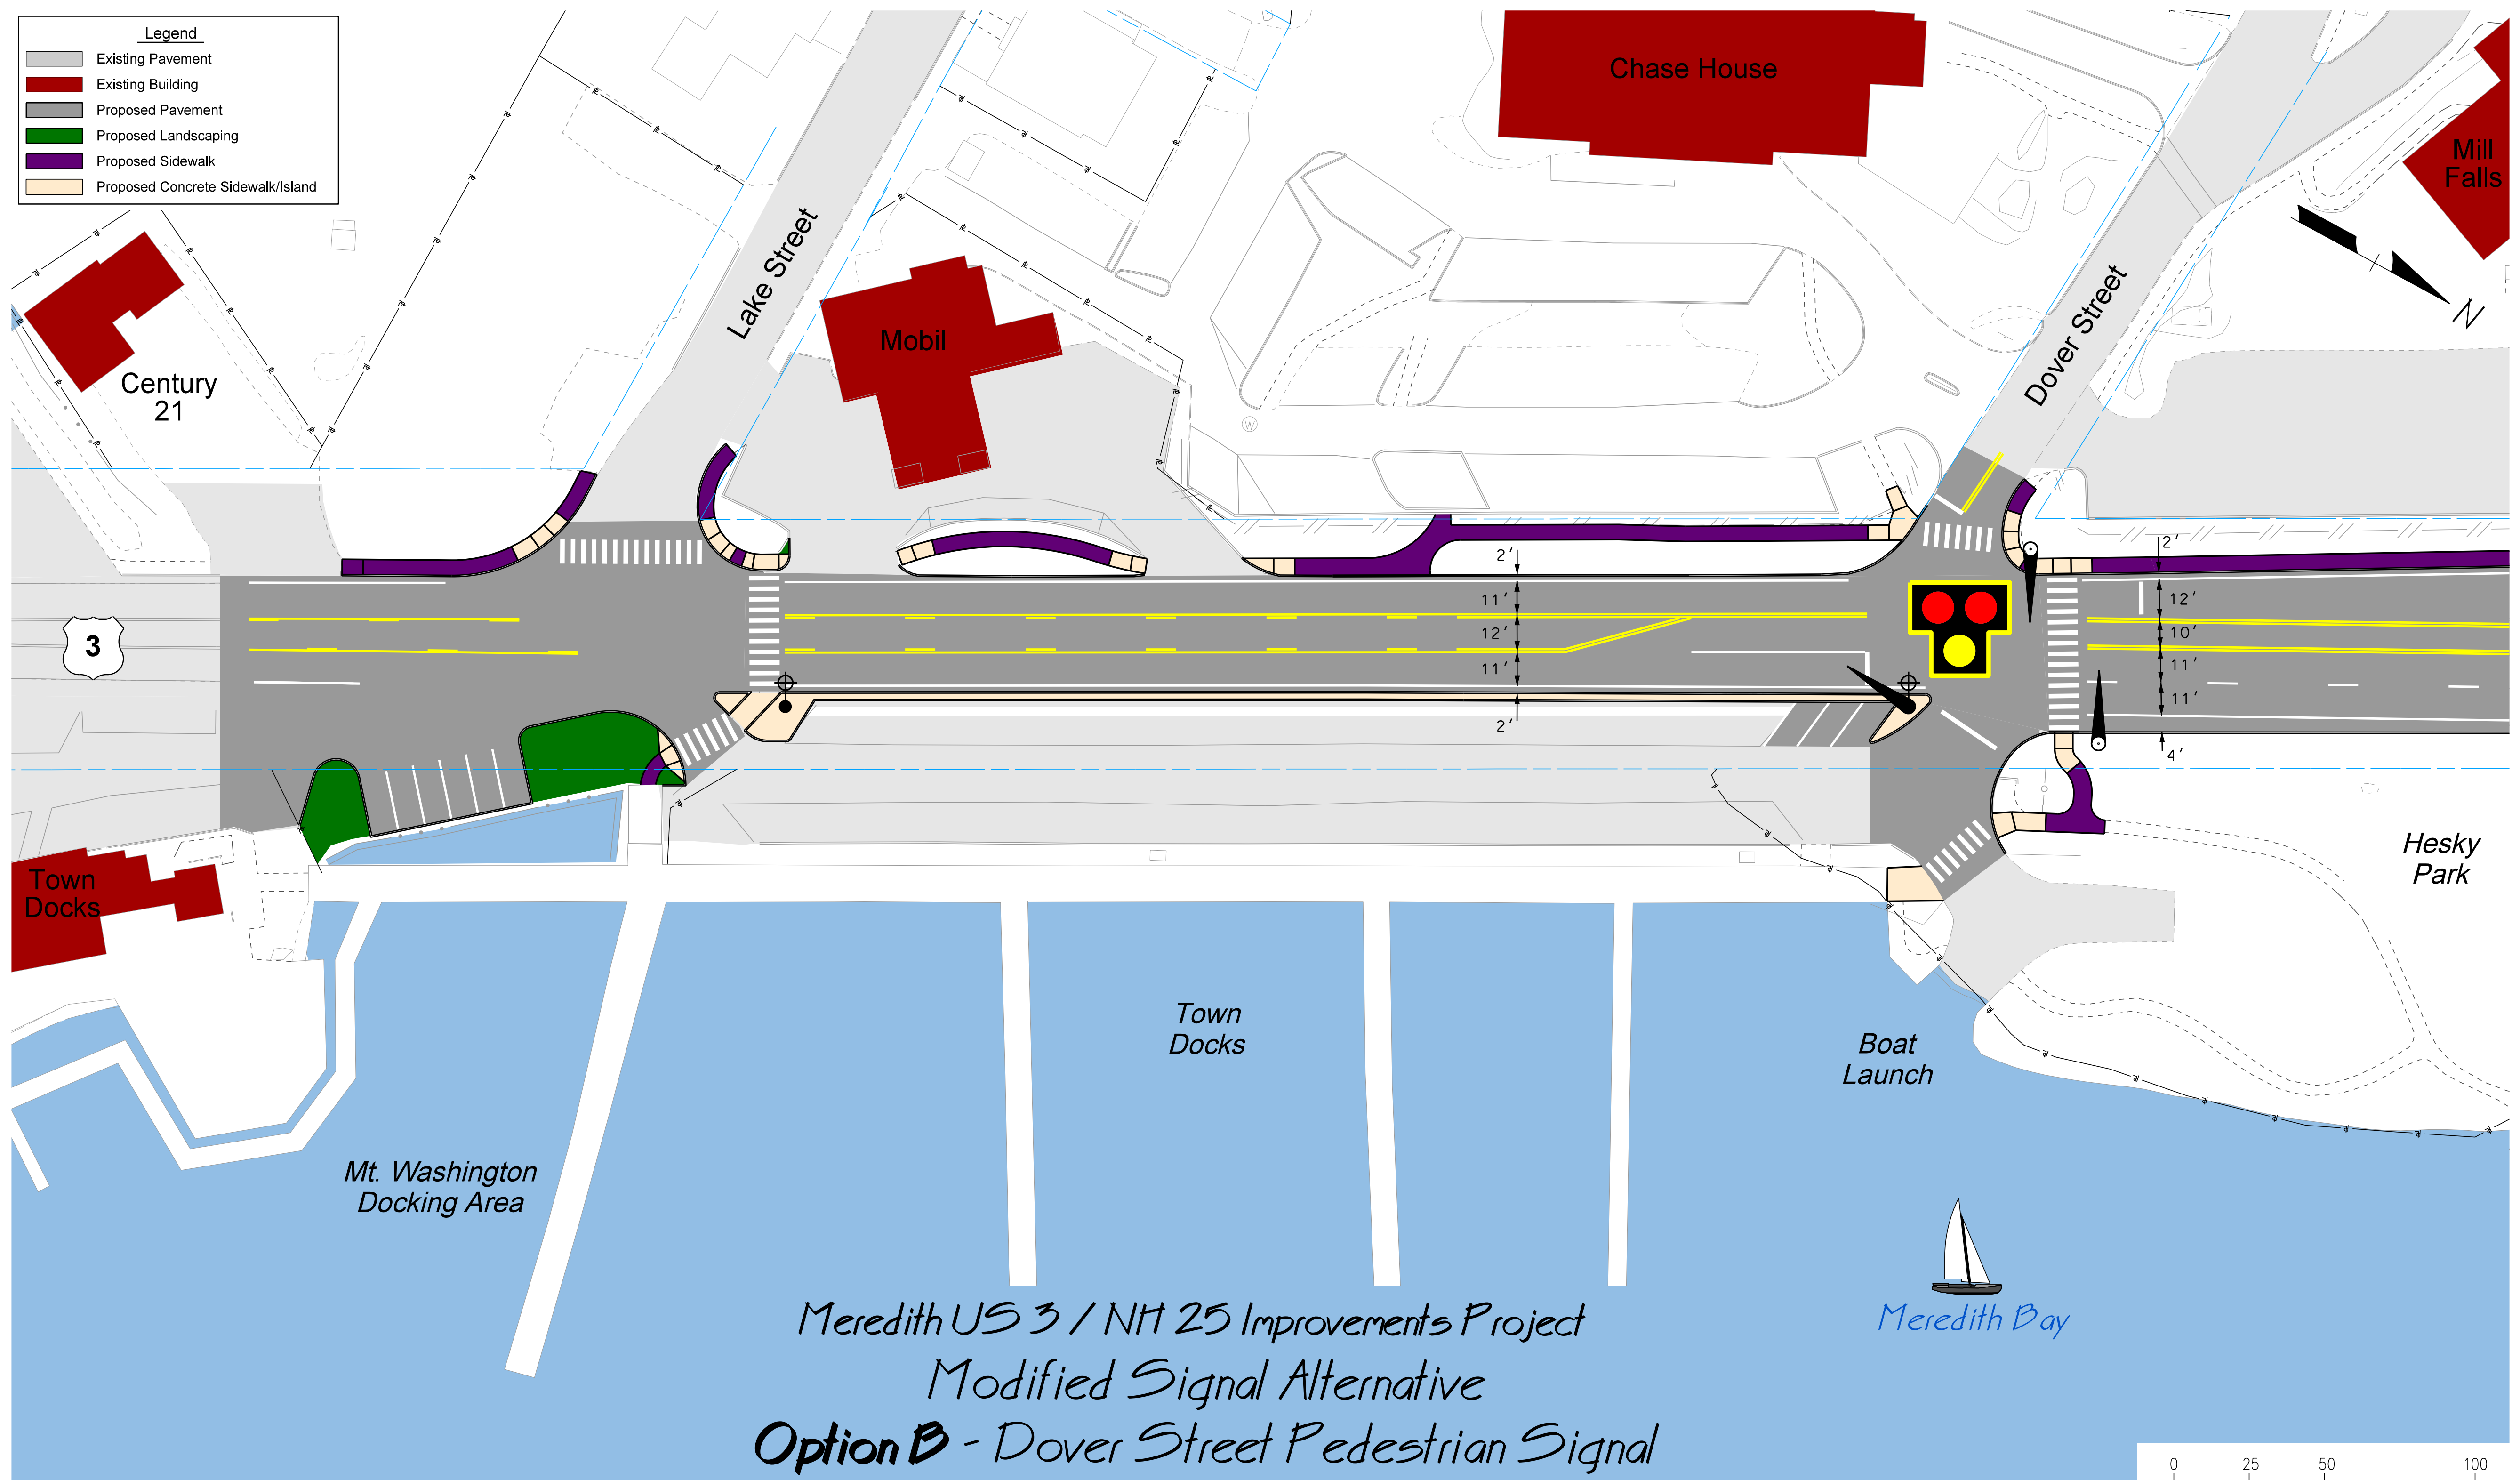 Legend
Existing Pavement
Existing Building
Proposed Pavement
Proposed Landscaping
Proposed Sidewalk
Proposed Concrete Sidewalk/Island
Chase House
Mill
Falls
N
Lake Street
Dover Street
Mobil
Century
21
3
2'
11'
12'
11'
2'
2'
12'
10'
11'
11'
4'
W
Town
Docks
Hesky
Park
Town
Docks
Boat
Launch
Mt. Washington
Docking Area
Meredith Bay
Meredith US 3 / NH 25 Improvements Project
Modified Signal Alternative
Option B - Dover Street Pedestrian Signal
0 25 50 100